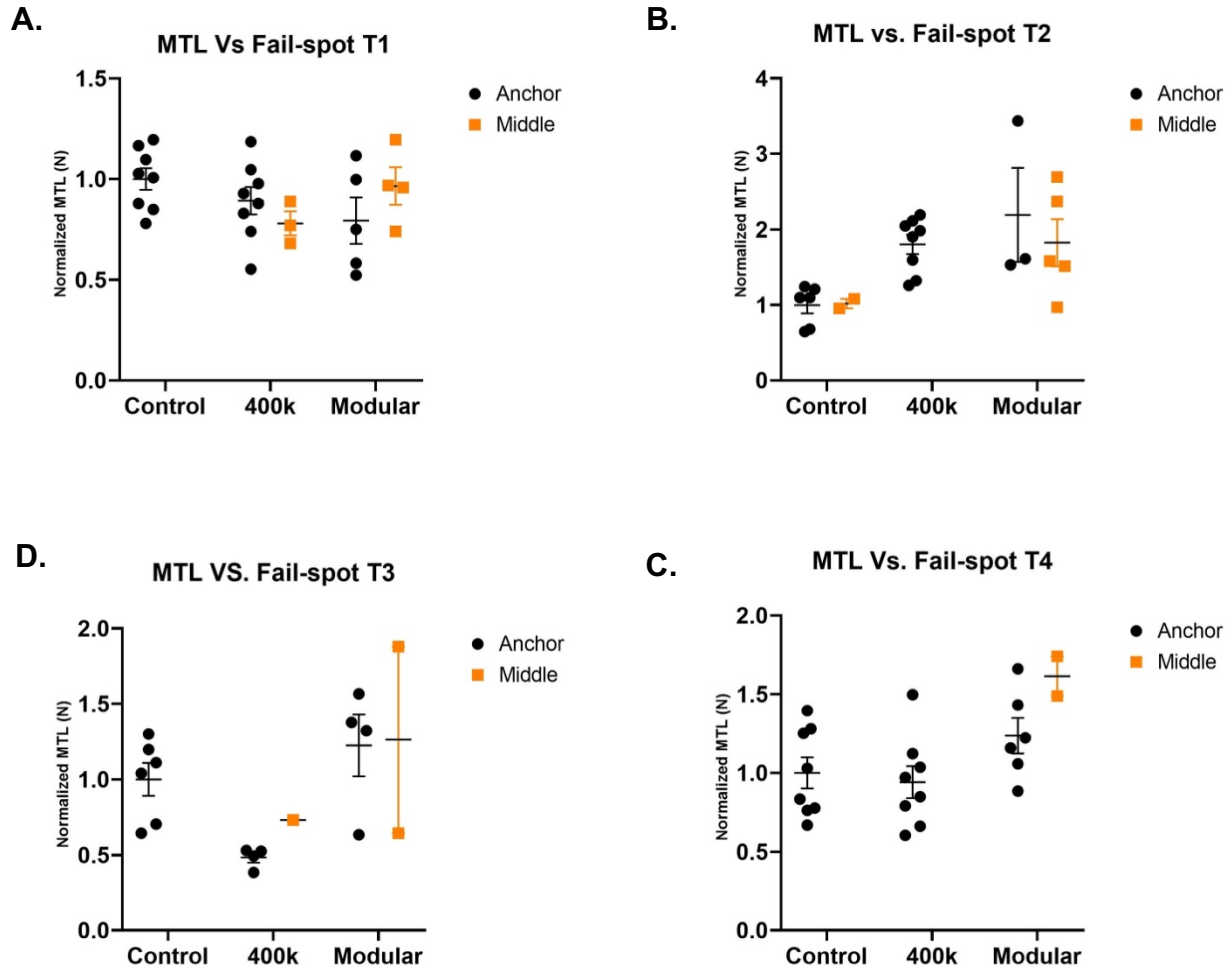 A.
MTL Vs Fail-spot T1
Normalized MTL (N)
1.5
1.0
0.5
0.0
Control 400k Modular
Anchor
Middle
B.
MTL vs. Fail-spot T2
Normalized MTL (N)
4
3
2
1
0
Control 400k Modular
Anchor
Middle
D.
MTL VS. Fail-spot T3
Normalized MTL (N)
2.0
1.5
1.0
0.5
0.0
Control 400k Modular
Anchor
Middle
C.
MTL Vs. Fail-spot T4
Normalized MTL (N)
2.0
1.5
1.0
0.5
0.0
Control 400k Modular
Anchor
Middle